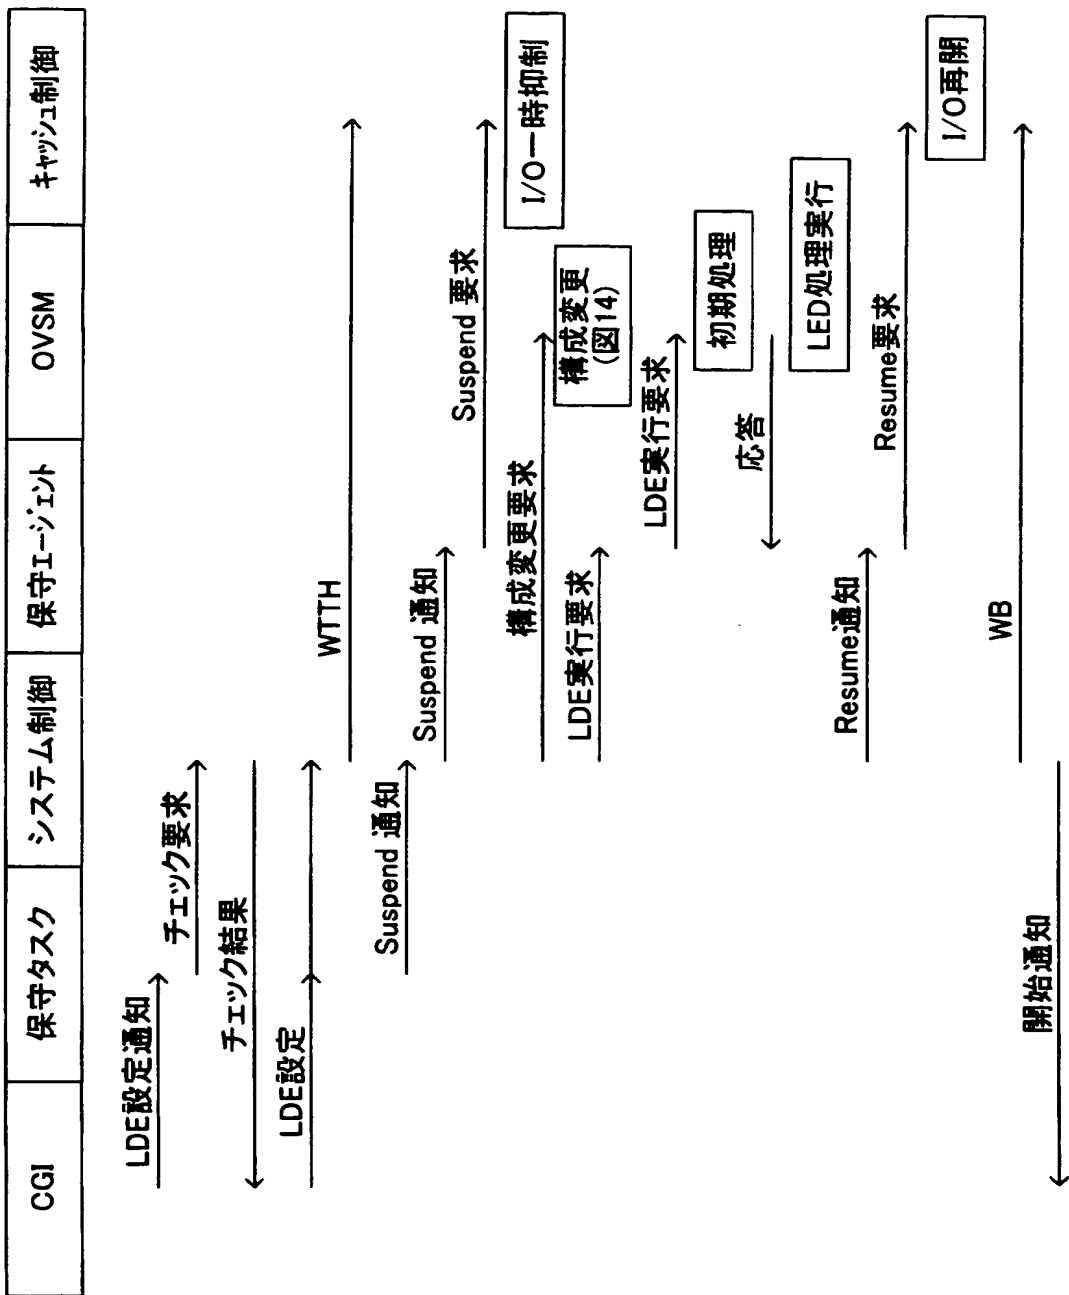 CGI
保守タスク
システム制御
保守エージェント
OVSM
キャッシュ制御
LDE設定通知
チェック要求
チェック結果
LDE設定
WTTH
Suspend 通知
Suspend 通知
Suspend 要求
I/O一時抑制
構成変更要求
構成変更
(図14)
LDE実行要求
LDE実行要求
初期処理
応答
LED処理実行
Resume通知
Resume要求
I/O再開
WB
開始通知